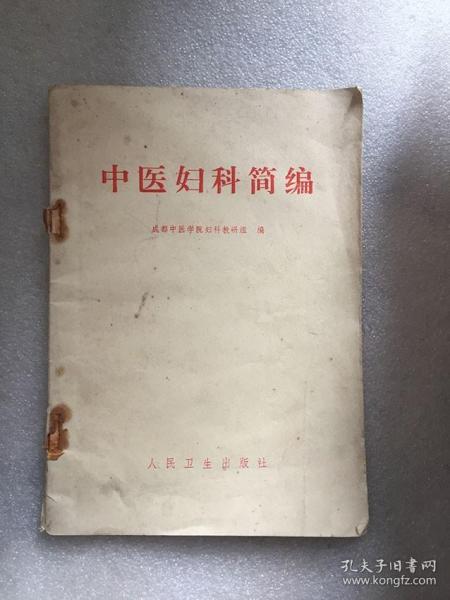 中医妇科简编
成都中医学院妇科教研组 编
人民卫生出版社
孔夫子旧书网
www.kongfz.com